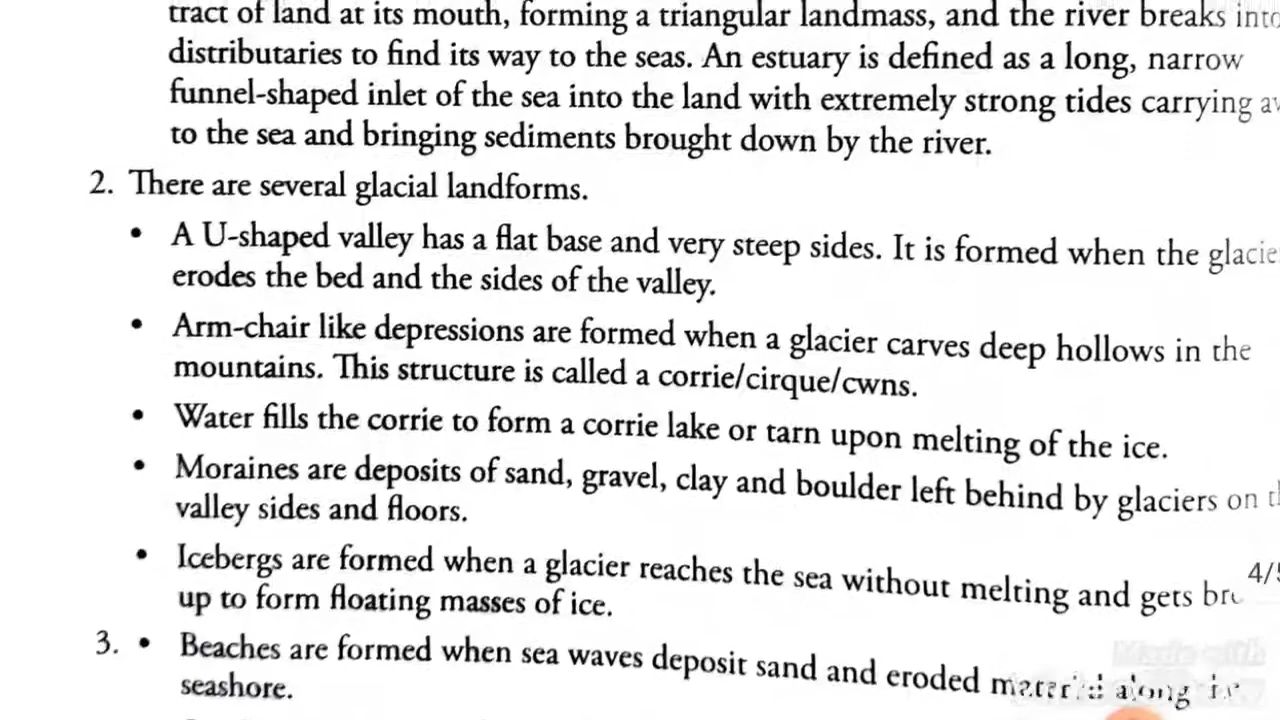 tract of land at its mouth, forming a triangular landmass, and the river breaks into
distributaries to find its way to the seas. An estuary is defined as a long, narrow
funnel-shaped inlet of the sea into the land with extremely strong tides carrying
to the sea and bringing sediments brought down by the river.
2. There are several glacial landforms.
• A U-shaped valley has a flat base and very steep sides. It is formed when the
erodes the bed and the sides of the valley.
• Arm-chair like depressions are formed when a glacier carves deep hollows in the
mountains. This structure is called a corrie/cirque/cwns.
• Water fills the corrie to form a corrie lake or tarn upon melting of the ice.
• Moraines are deposits of sand, gravel, clay and boulder left behind by glaciers on
valley sides and floors.
• Icebergs are formed when a glacier reaches the sea without melting and gets
4/5
up to form floating masses of ice.
3. • Beaches are formed when sea waves deposit sand and eroded material along
seashore.
Made with